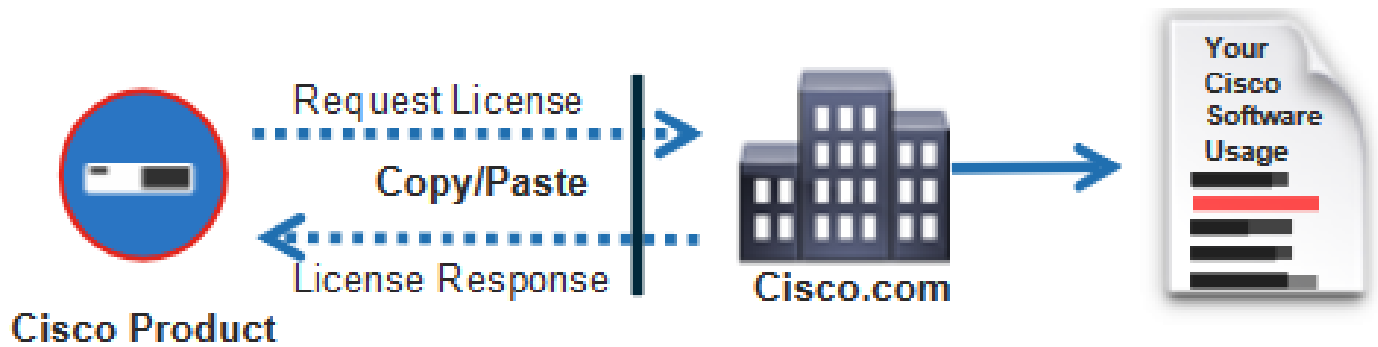 Request License
Copy/Paste
License Response
Cisco Product
Cisco.com
Your
Cisco
Software
Usage